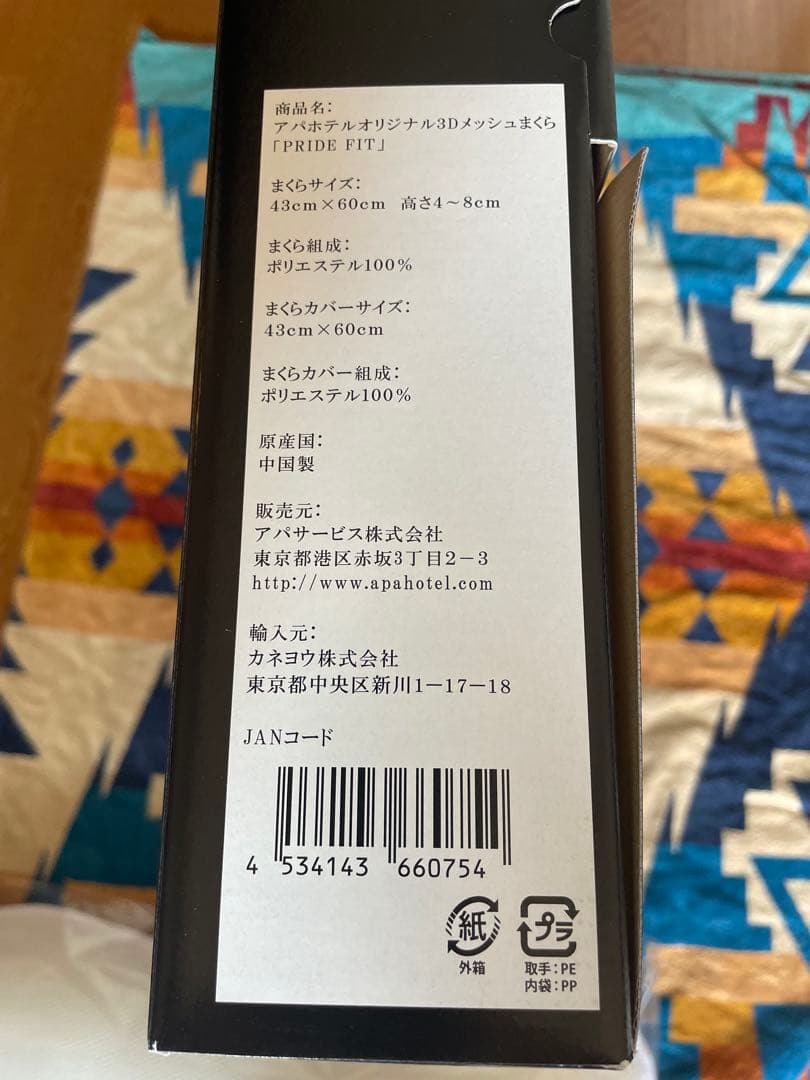 商品名：
アパホテルオリジナル3Dメッシュまくら
「PRIDE FIT」
まくらサイズ：
43cm×60cm 高さ4～8cm
まくら組成：
ポリエステル100%
まくらカバーサイズ：
43cm×60cm
まくらカバー組成：
ポリエステル100%
原産国：
中国製
販売元：
アパサービス株式会社
東京都港区赤坂3丁目2－3
http://www.apahotel.com
輸入元：
カネヨウ株式会社
東京都中央区新川1－17－18
JANコード
4 534143 660754
紙
外箱
プラ
取手：PE
内袋：PP